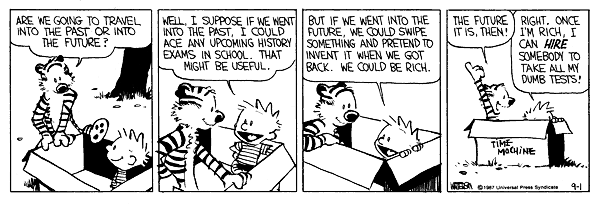 ARE WE GOING TO TRAVEL
INTO THE PAST OR INTO
THE FUTURE?
WELL, I SUPPOSE IF WE WENT
INTO THE PAST, I COULD
ACE ANY UPCOMING HISTORY
EXAMS IN SCHOOL. THAT
MIGHT BE USEFUL.
BUT IF WE WENT INTO THE
FUTURE, WE COULD SWIPE
SOMETHING AND PRETEND TO
INVENT IT WHEN WE GOT
BACK. WE COULD BE RICH.
THE FUTURE
IT IS, THEN!
RIGHT. ONCE
I'M RICH, I
CAN HIRE
SOMEBODY TO
TAKE ALL MY
DUMB TESTS!
TIME
MACHINE
WATTERSON
©1987 Universal Press Syndicate
9-1